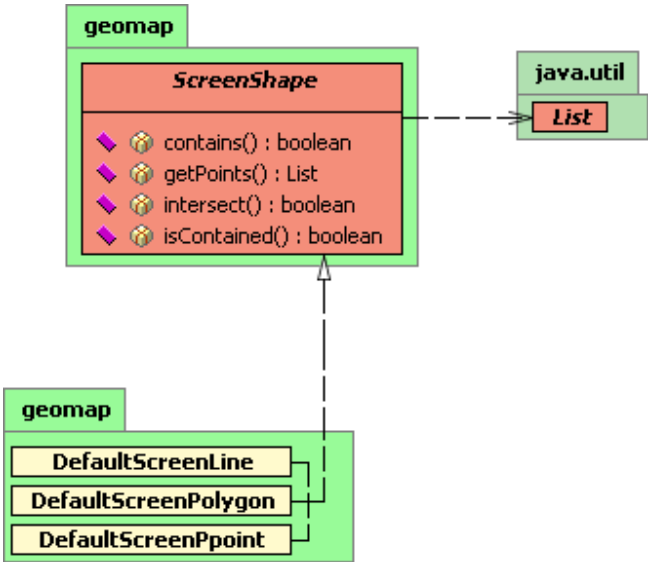 geomap
ScreenShape
contains() : boolean
getPoints() : List
intersect() : boolean
isContained() : boolean
java.util
List
geomap
DefaultScreenLine
DefaultScreenPolygon
DefaultScreenPpoint